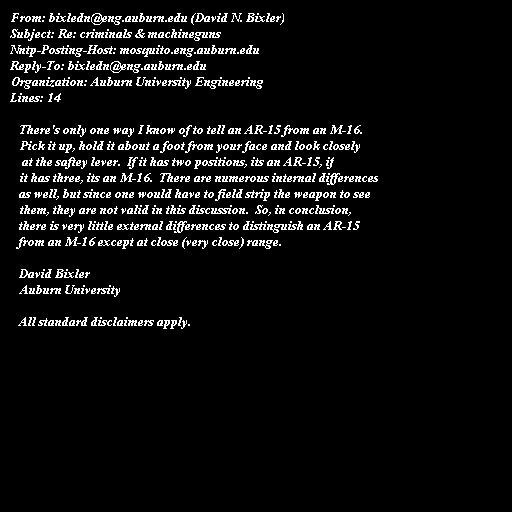 From: bixledn@eng.auburn.edu (David N. Bixler)
Subject: Re: criminals & machineguns
Nntp-Posting-Host: mosquito.eng.auburn.edu
Reply-To: bixledn@eng.auburn.edu
Organization: Auburn University Engineering
Lines: 14
There's only one way I know of to tell an AR-15 from an M-16.
Pick it up, hold it about a foot from your face and look closely
at the saftey lever. If it has two positions, its an AR-15, if
it has three, its an M-16. There are numerous internal differences
as well, but since one would have to field strip the weapon to see
them, they are not valid in this discussion. So, in conclusion,
there is very little external differences to distinguish an AR-15
from an M-16 except at close (very close) range.
David Bixler
Auburn University
All standard disclaimers apply.